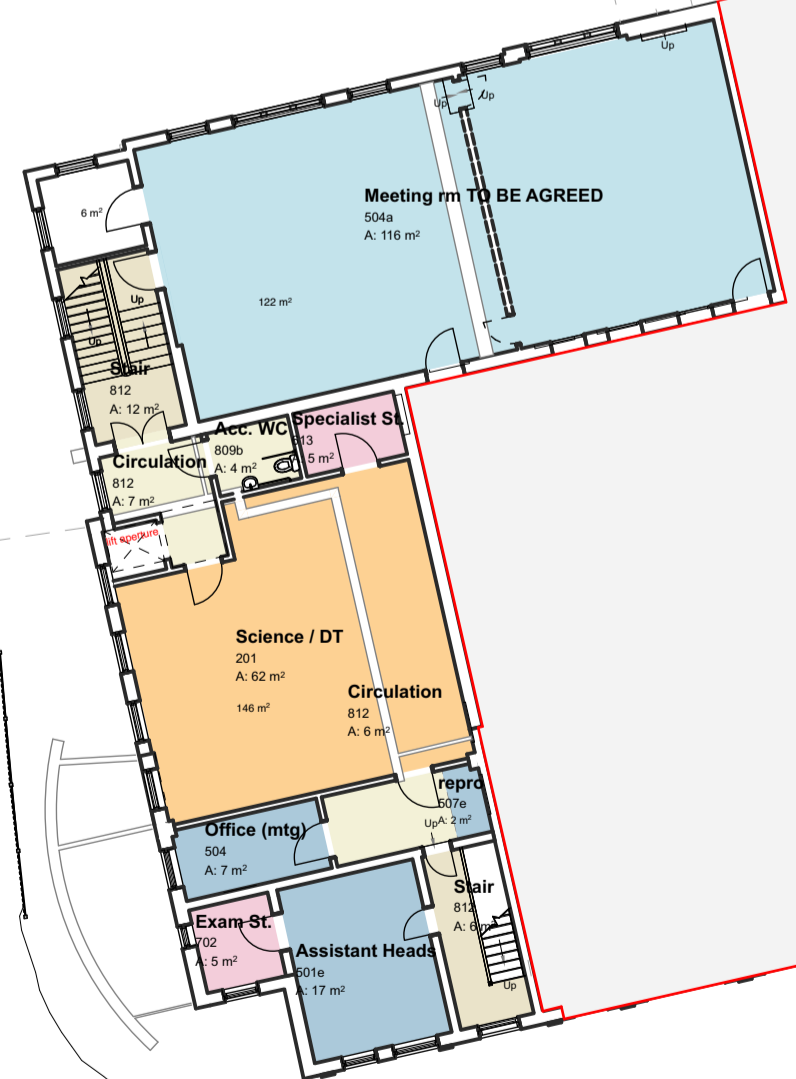 Up
Up
Up
Meeting rm TO BE AGREED
504a
A: 116 m²
6 m²
122 m²
Up
Up
Stair
812
A: 12 m²
Acc. WC
809b
A: 4 m²
Specialist St.
813
5 m²
Circulation
812
A: 7 m²
lift aperture
Science / DT
201
A: 62 m²
146 m²
Circulation
812
A: 6 m²
repro
507e
A: 2 m²
Up
Office (mtg)
504
A: 7 m²
Stair
812
A: 6 m²
Up
Exam St.
702
A: 5 m²
Assistant Heads
501e
A: 17 m²